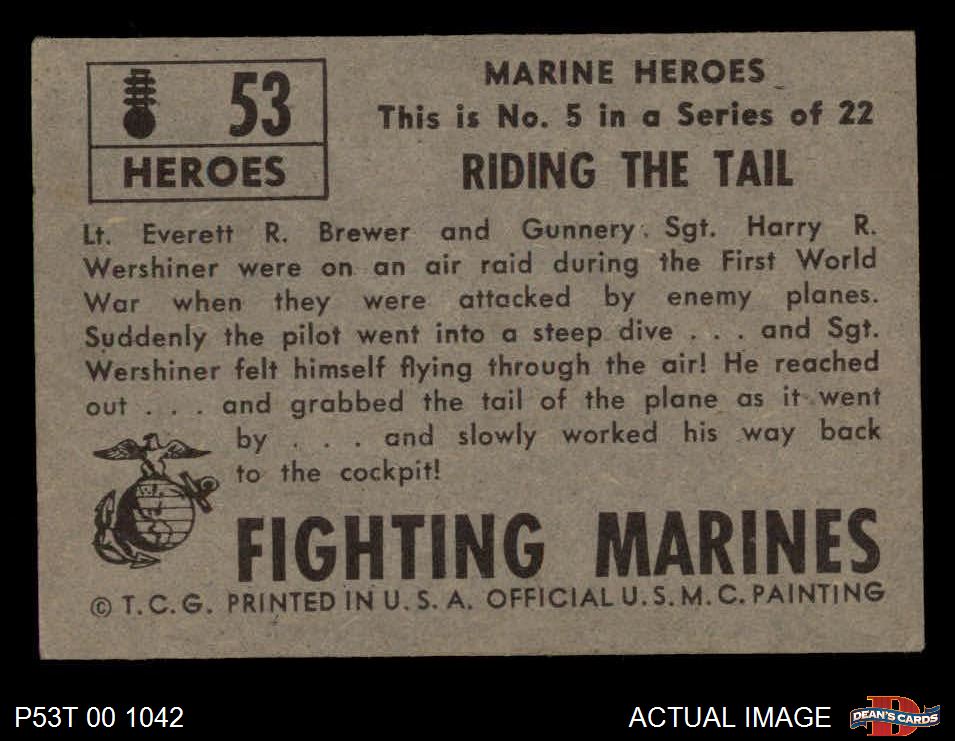 53
HEROES
MARINE HEROES
This is No. 5 in a Series of 22
RIDING THE TAIL
Lt. Everett R. Brewer and Gunnery Sgt. Harry R.
Wershiner were on an air raid during the First World
War when they were attacked by enemy planes.
Suddenly the pilot went into a steep dive . . . and Sgt.
Wershiner felt himself flying through the air! He reached
out . . . and grabbed the tail of the plane as it went
by . . . and slowly worked his way back
to the cockpit!
FIGHTING MARINES
© T.C.G. PRINTED IN U.S.A. OFFICIAL U.S.M.C. PAINTING
P53T 00 1042
ACTUAL IMAGE
DEAN'S CARDS